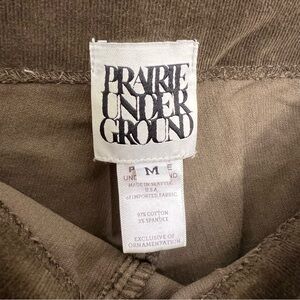 PRAIRIE
UNDER
GROUND
M
MADE IN SEATTLE,
U.S.A.
of IMPORTED FABRIC
97% COTTON
3% SPANDEX
EXCLUSIVE OF
ORNAMENTATION